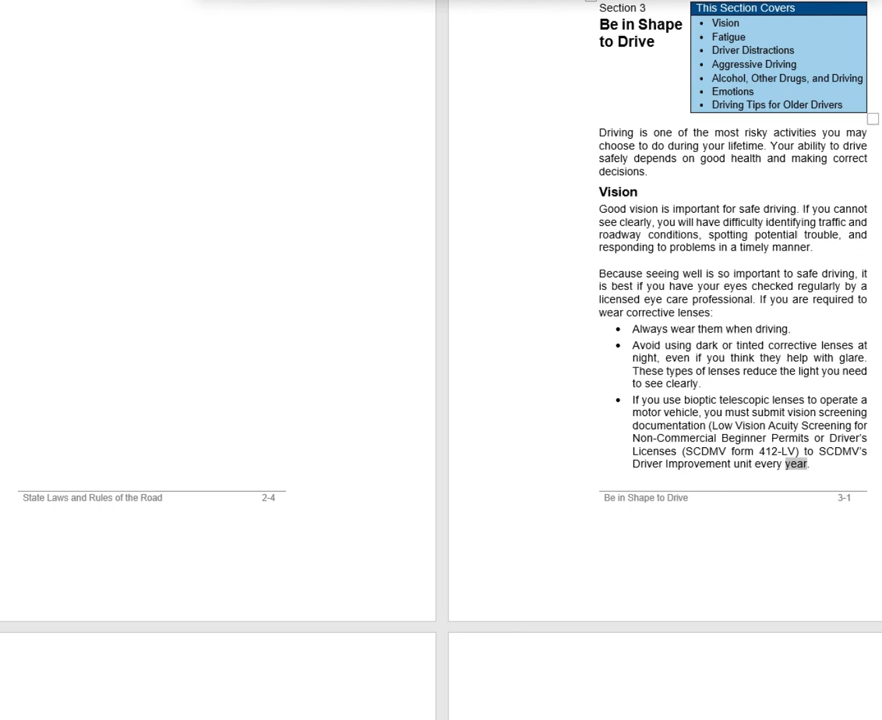 Section 3
Be in Shape
to Drive
This Section Covers
• Vision
• Fatigue
• Driver Distractions
• Aggressive Driving
• Alcohol, Other Drugs, and Driving
• Emotions
• Driving Tips for Older Drivers
Driving is one of the most risky activities you may
choose to do during your lifetime. Your ability to drive
safely depends on good health and making correct
decisions.
Vision
Good vision is important for safe driving. If you cannot
see clearly, you will have difficulty identifying traffic and
roadway conditions, spotting potential trouble, and
responding to problems in a timely manner.
Because seeing well is so important to safe driving, it
is best if you have your eyes checked regularly by a
licensed eye care professional. If you are required to
wear corrective lenses:
• Always wear them when driving.
• Avoid using dark or tinted corrective lenses at
night, even if you think they help with glare.
These types of lenses reduce the light you need
to see clearly.
• If you use bioptic telescopic lenses to operate a
motor vehicle, you must submit vision screening
documentation (Low Vision Acuity Screening for
Non-Commercial Beginner Permits or Driver's
Licenses (SCDMV form 412-LV) to SCDMV's
Driver Improvement unit every year.
State Laws and Rules of the Road 2-4
Be in Shape to Drive 3-1